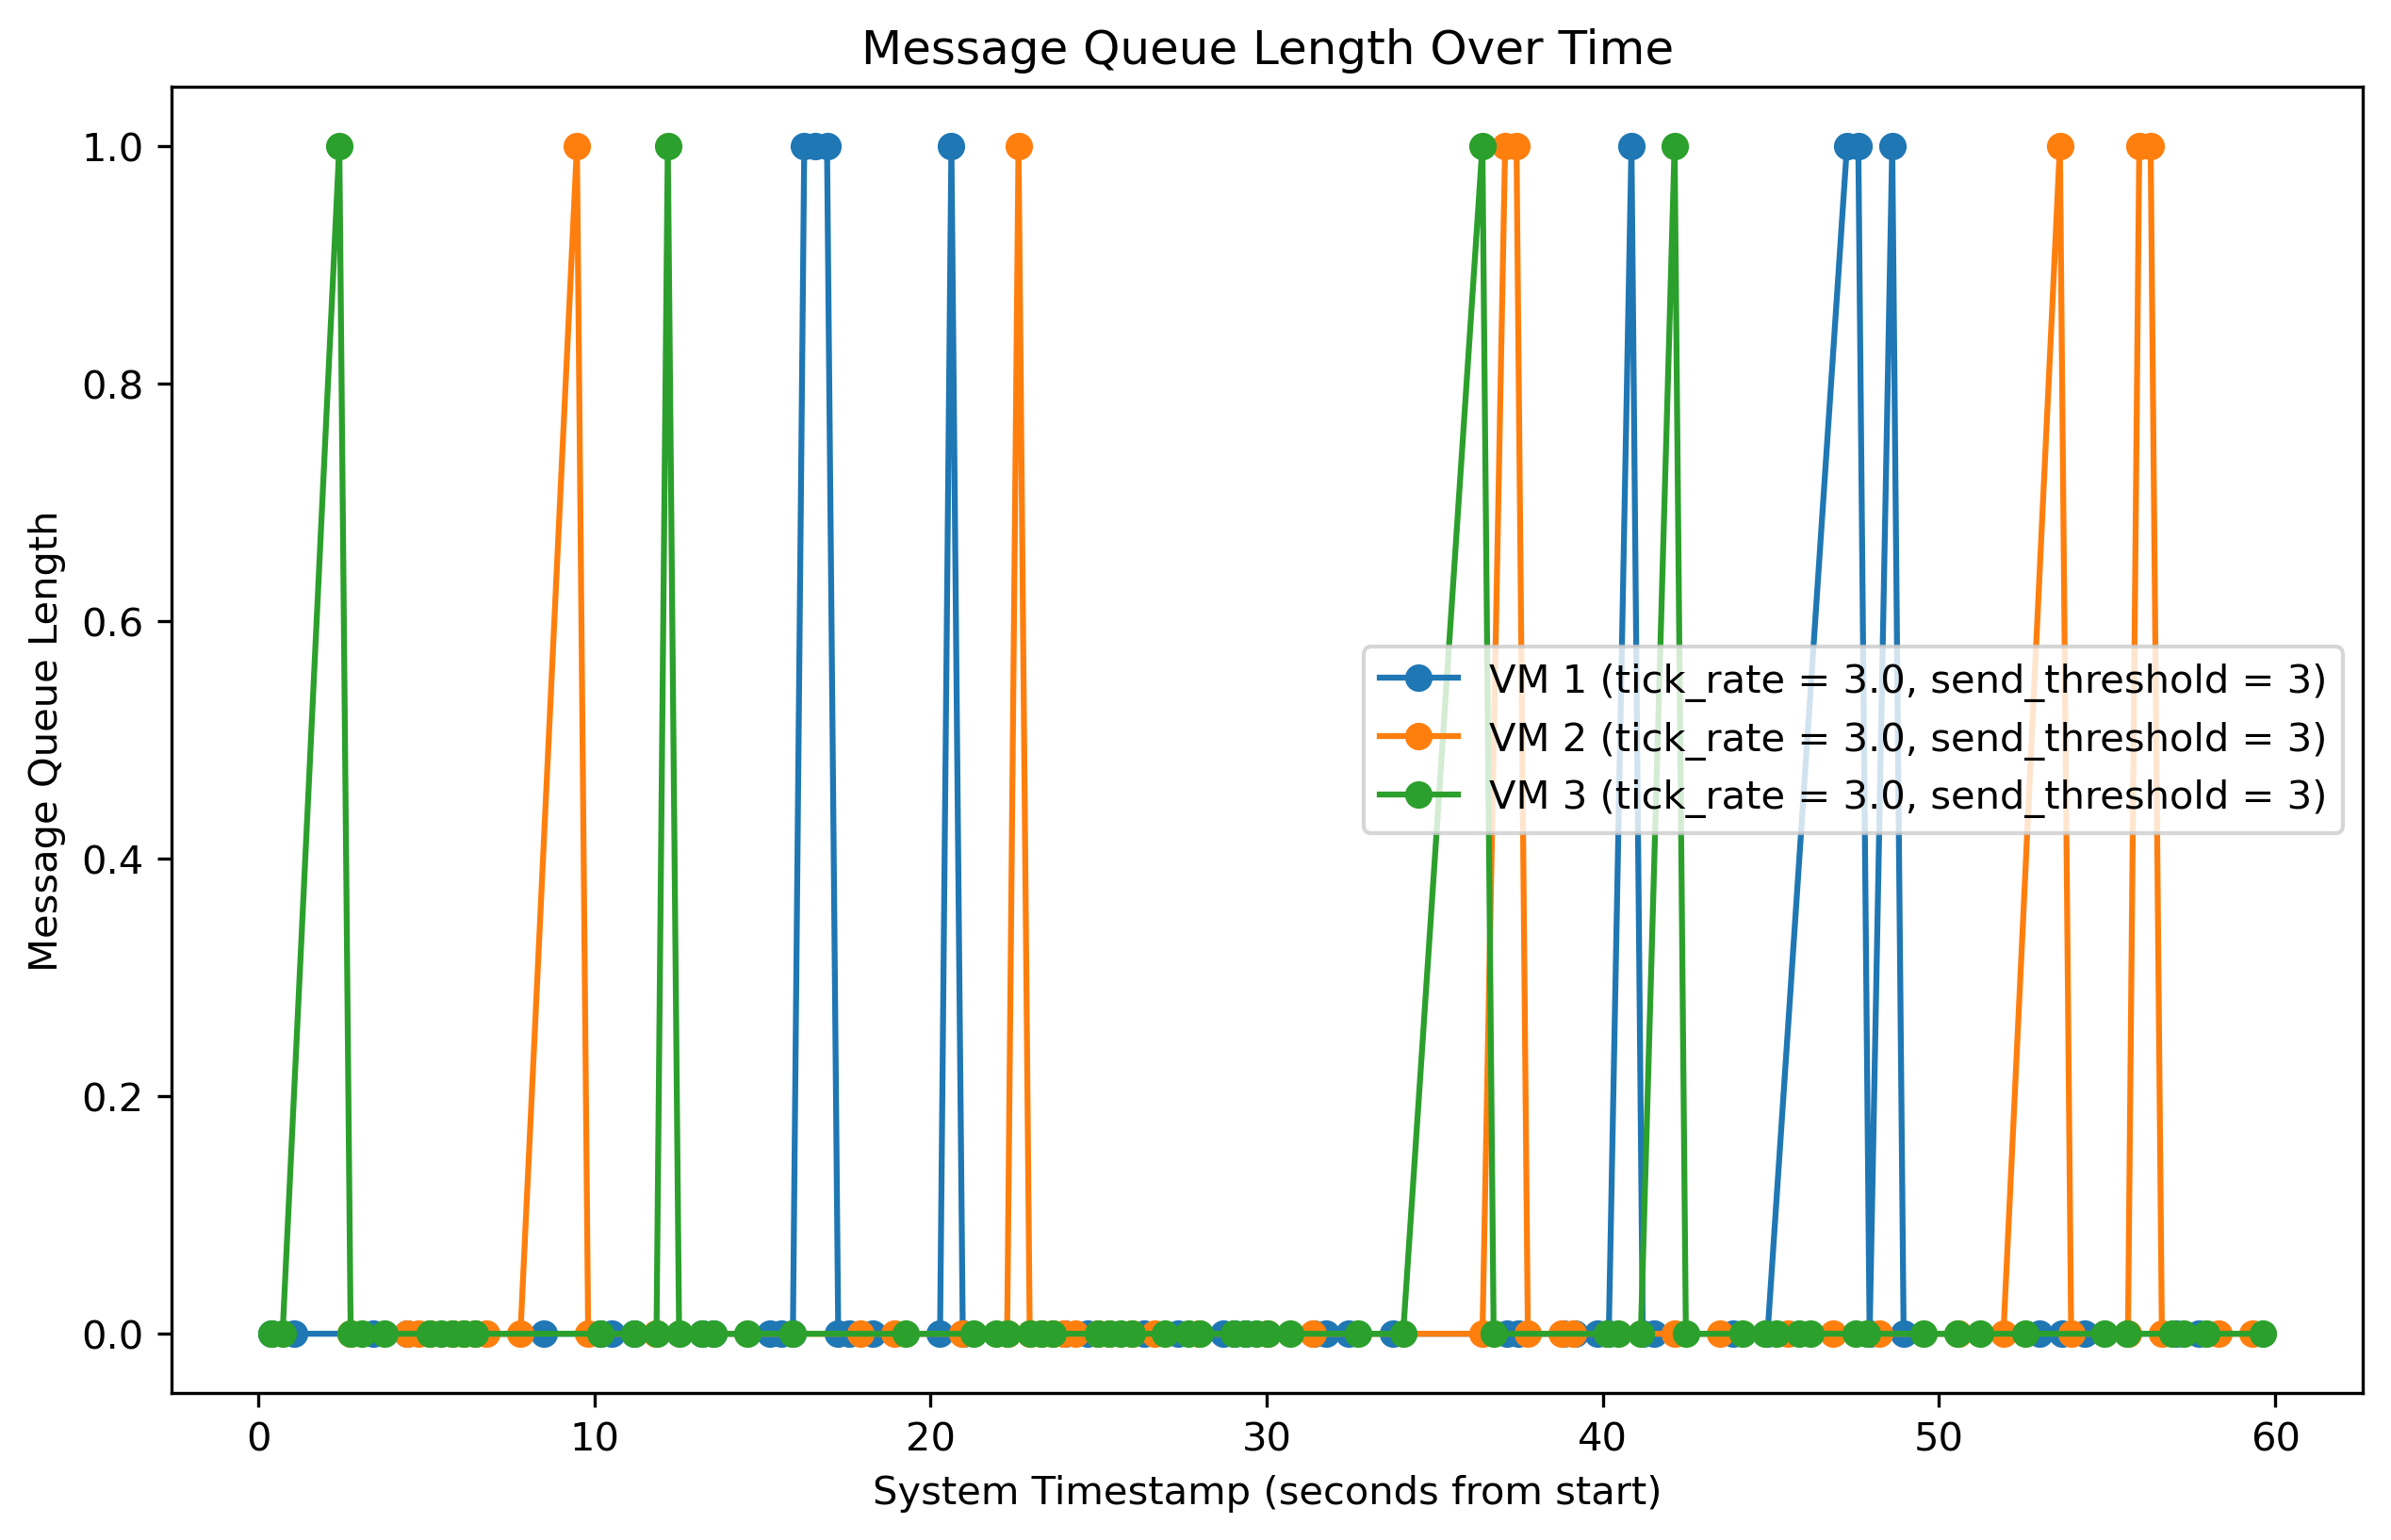 Message Queue Length Over Time
Message Queue Length
1.0
0.8
0.6
0.4
0.2
0.0
VM 1 (tick_rate = 3.0, send_threshold = 3)
VM 2 (tick_rate = 3.0, send_threshold = 3)
VM 3 (tick_rate = 3.0, send_threshold = 3)
0 10 20 30 40 50 60
System Timestamp (seconds from start)